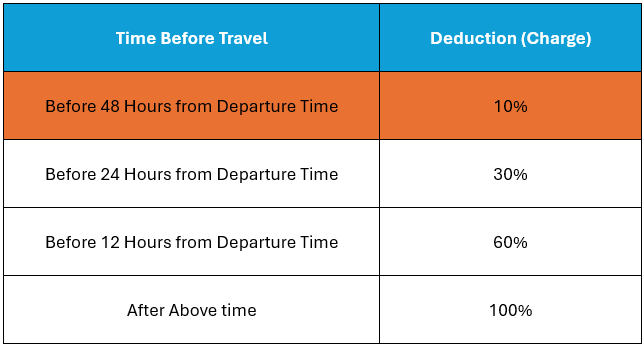 Time Before Travel Deduction (Charge)
Before 48 Hours from Departure Time 10%
Before 24 Hours from Departure Time 30%
Before 12 Hours from Departure Time 60%
After Above time 100%